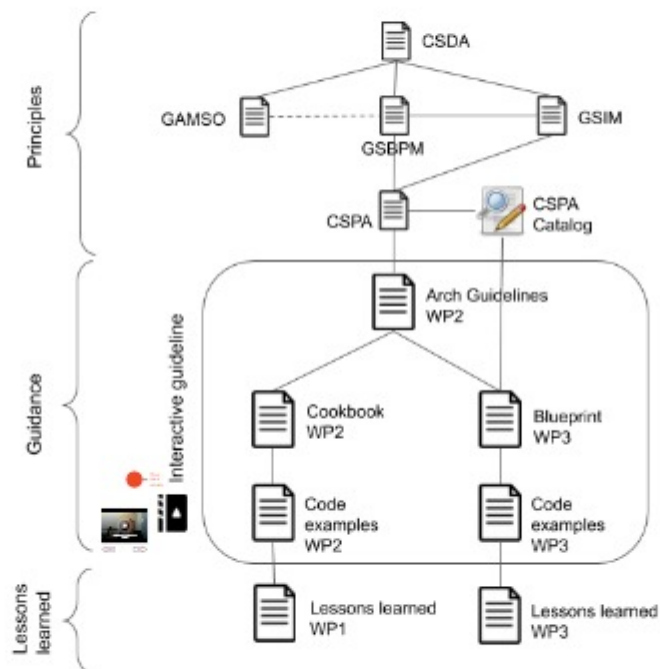 CSDA
GAMSO
GSBPM
GSIM
Principles
CSPA
CSPA
Catalog
Arch Guidelines
WP2
Guidance
Interactive guideline
Cookbook
WP2
Blueprint
WP3
Code
examples
WP2
Code
examples
WP3
Lessons
learned
Lessons learned
WP1
Lessons learned
WP3